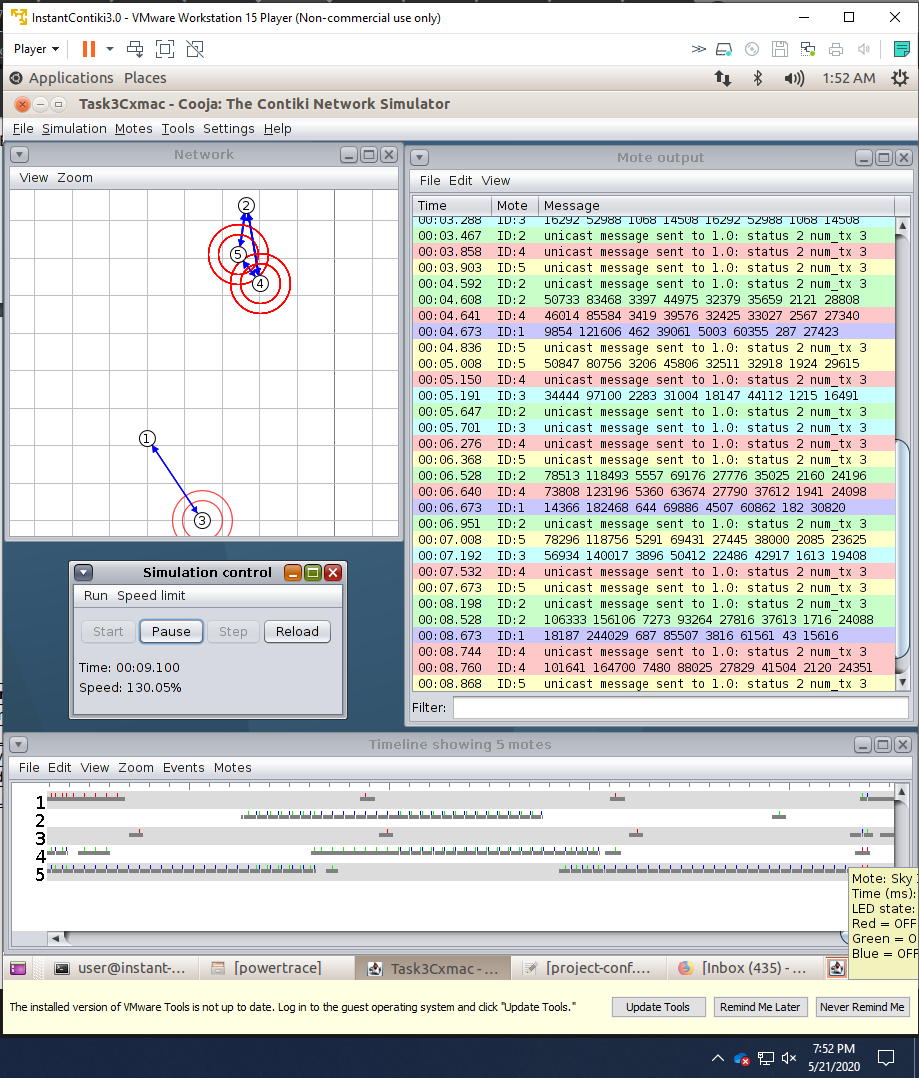 InstantContiki3.0 - VMware Workstation 15 Player (Non-commercial use only)
Player
Applications Places
1:52 AM
Task3Cxmac - Cooja: The Contiki Network Simulator
File Simulation Motes Tools Settings Help
Network
View Zoom
2
5
4
1
3
Mote output
File Edit View
Time Mote Message
00:03.288 ID:3 16292 52988 1068 14508 16292 52988 1068 14508
00:03.467 ID:2 unicast message sent to 1.0: status 2 num_tx 3
00:03.858 ID:4 unicast message sent to 1.0: status 2 num_tx 3
00:03.903 ID:5 unicast message sent to 1.0: status 2 num_tx 3
00:04.592 ID:2 unicast message sent to 1.0: status 2 num_tx 3
00:04.608 ID:2 50733 83468 3397 44975 32379 35659 2121 28808
00:04.641 ID:4 46014 85584 3419 39576 32425 33027 2567 27340
00:04.673 ID:1 9854 121606 462 39061 5003 60355 287 27423
00:04.836 ID:5 unicast message sent to 1.0: status 2 num_tx 3
00:05.008 ID:5 50847 80756 3206 45806 32511 32918 1924 29615
00:05.150 ID:4 unicast message sent to 1.0: status 2 num_tx 3
00:05.191 ID:3 34444 97100 2283 31004 18147 44112 1215 16491
00:05.647 ID:2 unicast message sent to 1.0: status 2 num_tx 3
00:05.701 ID:3 unicast message sent to 1.0: status 2 num_tx 3
00:06.276 ID:4 unicast message sent to 1.0: status 2 num_tx 3
00:06.368 ID:5 unicast message sent to 1.0: status 2 num_tx 3
00:06.528 ID:2 78513 118493 5557 69176 27776 35025 2160 24196
00:06.640 ID:4 73808 123196 5360 63674 27790 37612 1941 24098
00:06.673 ID:1 14366 182468 644 69886 4507 60862 182 30820
00:06.951 ID:2 unicast message sent to 1.0: status 2 num_tx 3
00:07.008 ID:5 78296 118756 5291 69431 27445 38000 2085 23625
00:07.192 ID:3 56934 140017 3896 50412 22486 42917 1613 19408
00:07.532 ID:4 unicast message sent to 1.0: status 2 num_tx 3
00:07.673 ID:5 unicast message sent to 1.0: status 2 num_tx 3
00:08.198 ID:2 unicast message sent to 1.0: status 2 num_tx 3
00:08.528 ID:2 106333 156106 7273 93264 27816 37613 1716 24088
00:08.673 ID:1 18187 244029 687 85507 3816 61561 43 15616
00:08.744 ID:4 unicast message sent to 1.0: status 2 num_tx 3
00:08.760 ID:4 101641 164700 7480 88025 27829 41504 2120 24351
00:08.868 ID:5 unicast message sent to 1.0: status 2 num_tx 3
Filter:
Simulation control
Run Speed limit
Start Pause Step Reload
Time: 00:09.100
Speed: 130.05%
Timeline showing 5 motes
File Edit View Zoom Events Motes
1
2
3
4
5
Mote: Sky
Time (ms):
LED state:
Red = OFF
Green = O
Blue = OFF
user@instant-... [powertrace] Task3Cxmac - ... [project-conf.... [Inbox (435) - ...
The installed version of VMware Tools is not up to date. Log in to the guest operating system and click "Update Tools."
Update Tools Remind Me Later Never Remind Me
7:52 PM
5/21/2020